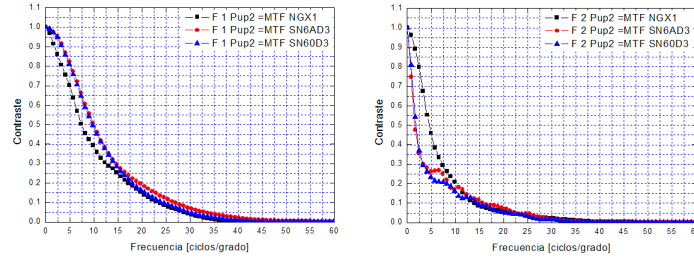 F 1 Pup2 =MTF NGX1
F 1 Pup2 =MTF SN6AD3
F 1 Pup2 =MTF SN60D3
Contraste
1.1
1.0
0.9
0.8
0.7
0.6
0.5
0.4
0.3
0.2
0.1
0.0
0 5 10 15 20 25 30 35 40 45 50 55 60
Frecuencia [ciclos/grado]
F 2 Pup2 =MTF NGX1
F 2 Pup2 =MTF SN6AD3
F 2 Pup2 =MTF SN60D3
Contraste
1.1
1.0
0.9
0.8
0.7
0.6
0.5
0.4
0.3
0.2
0.1
0.0
0 5 10 15 20 25 30 35 40 45 50 55 60
Frecuencia [ciclos/grado]